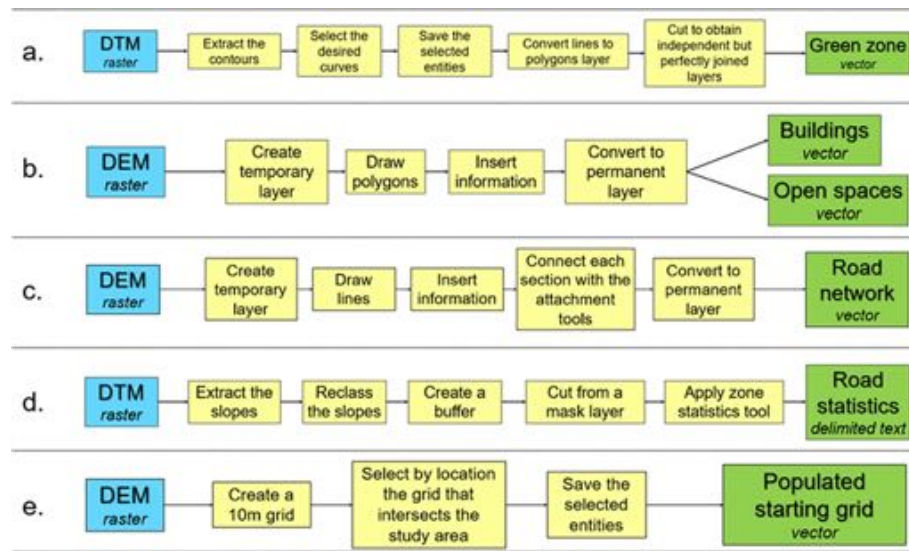 a.
DTM
raster
Extract the
contours
Select the
desired
curves
Save the
selected
entities
Convert lines to
polygons layer
Cut to obtain
independent but
perfectly joined
layers
Green zone
vector
b.
DEM
raster
Create
temporary
layer
Draw
polygons
Insert
information
Convert to
permanent
layer
Buildings
vector
Open spaces
vector
c.
DEM
raster
Create
temporary
layer
Draw
lines
Insert
information
Connect each
section with the
attachment
tools
Convert to
permanent
layer
Road
network
vector
d.
DTM
raster
Extract the
slopes
Reclass
the slopes
Create a
buffer
Cut from a
mask layer
Apply zone
statistics tool
Road
statistics
delimited text
e.
DEM
raster
Create a
10m grid
Select by location
the grid that
intersects the
study area
Save the
selected
entities
Populated
starting grid
vector